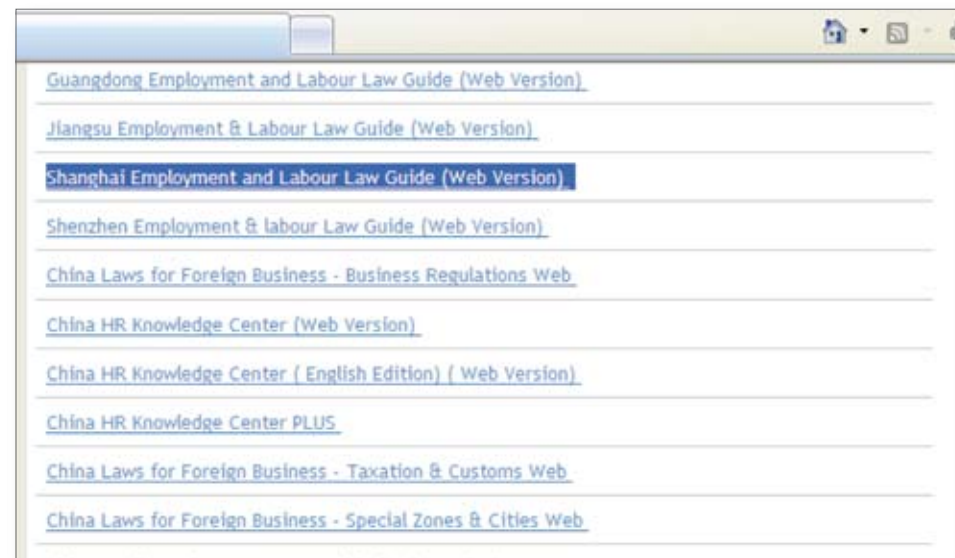 Guangdong Employment and Labour Law Guide (Web Version)
Jiangsu Employment & Labour Law Guide (Web Version)
Shanghai Employment and Labour Law Guide (Web Version)
Shenzhen Employment & labour Law Guide (Web Version)
China Laws for Foreign Business - Business Regulations Web
China HR Knowledge Center (Web Version)
China HR Knowledge Center ( English Edition) ( Web Version)
China HR Knowledge Center PLUS
China Laws for Foreign Business - Taxation & Customs Web
China Laws for Foreign Business - Special Zones & Cities Web